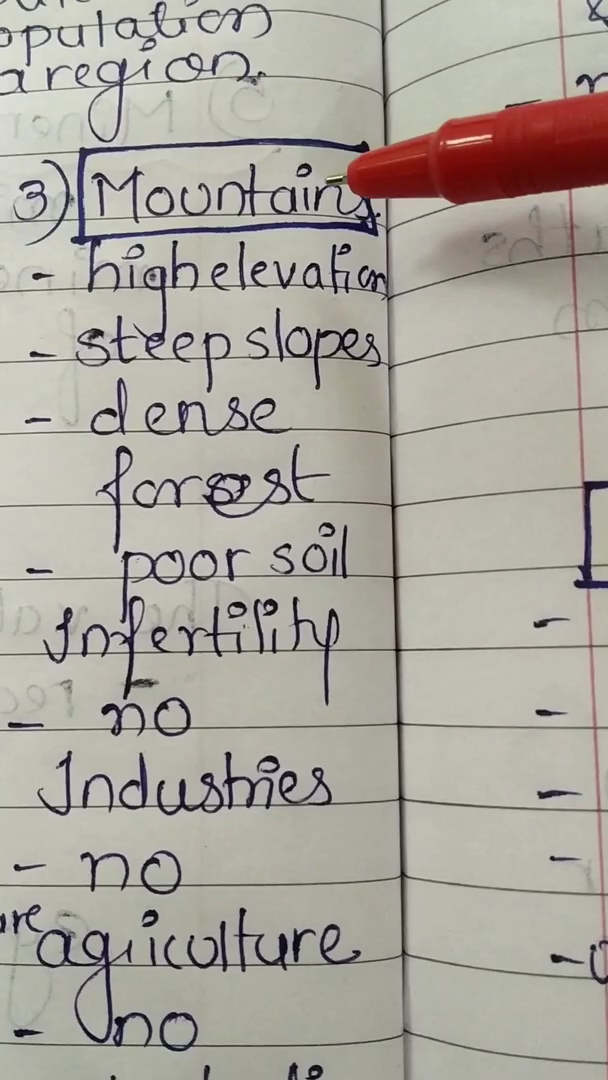 opulation
a region.
3) Mountains
- high elevation
- steep slopes
- dense
forest
- poor soil
Infertility
- no
Industries
- no
agriculture
- no